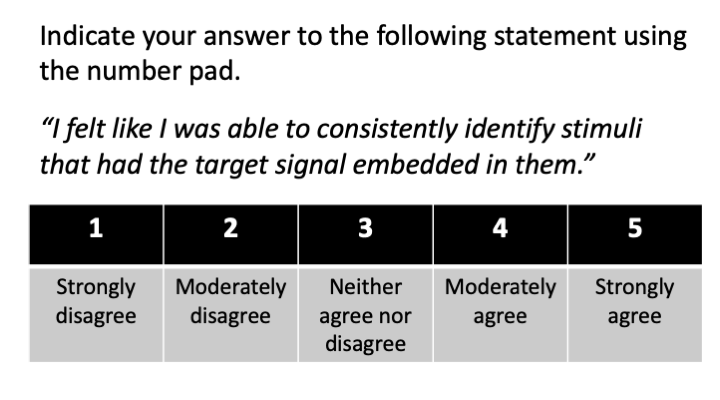 Indicate your answer to the following statement using
the number pad.
“I felt like I was able to consistently identify stimuli
that had the target signal embedded in them.”
1 2 3 4 5
Strongly Moderately Neither Moderately Strongly
disagree disagree agree nor agree agree
disagree